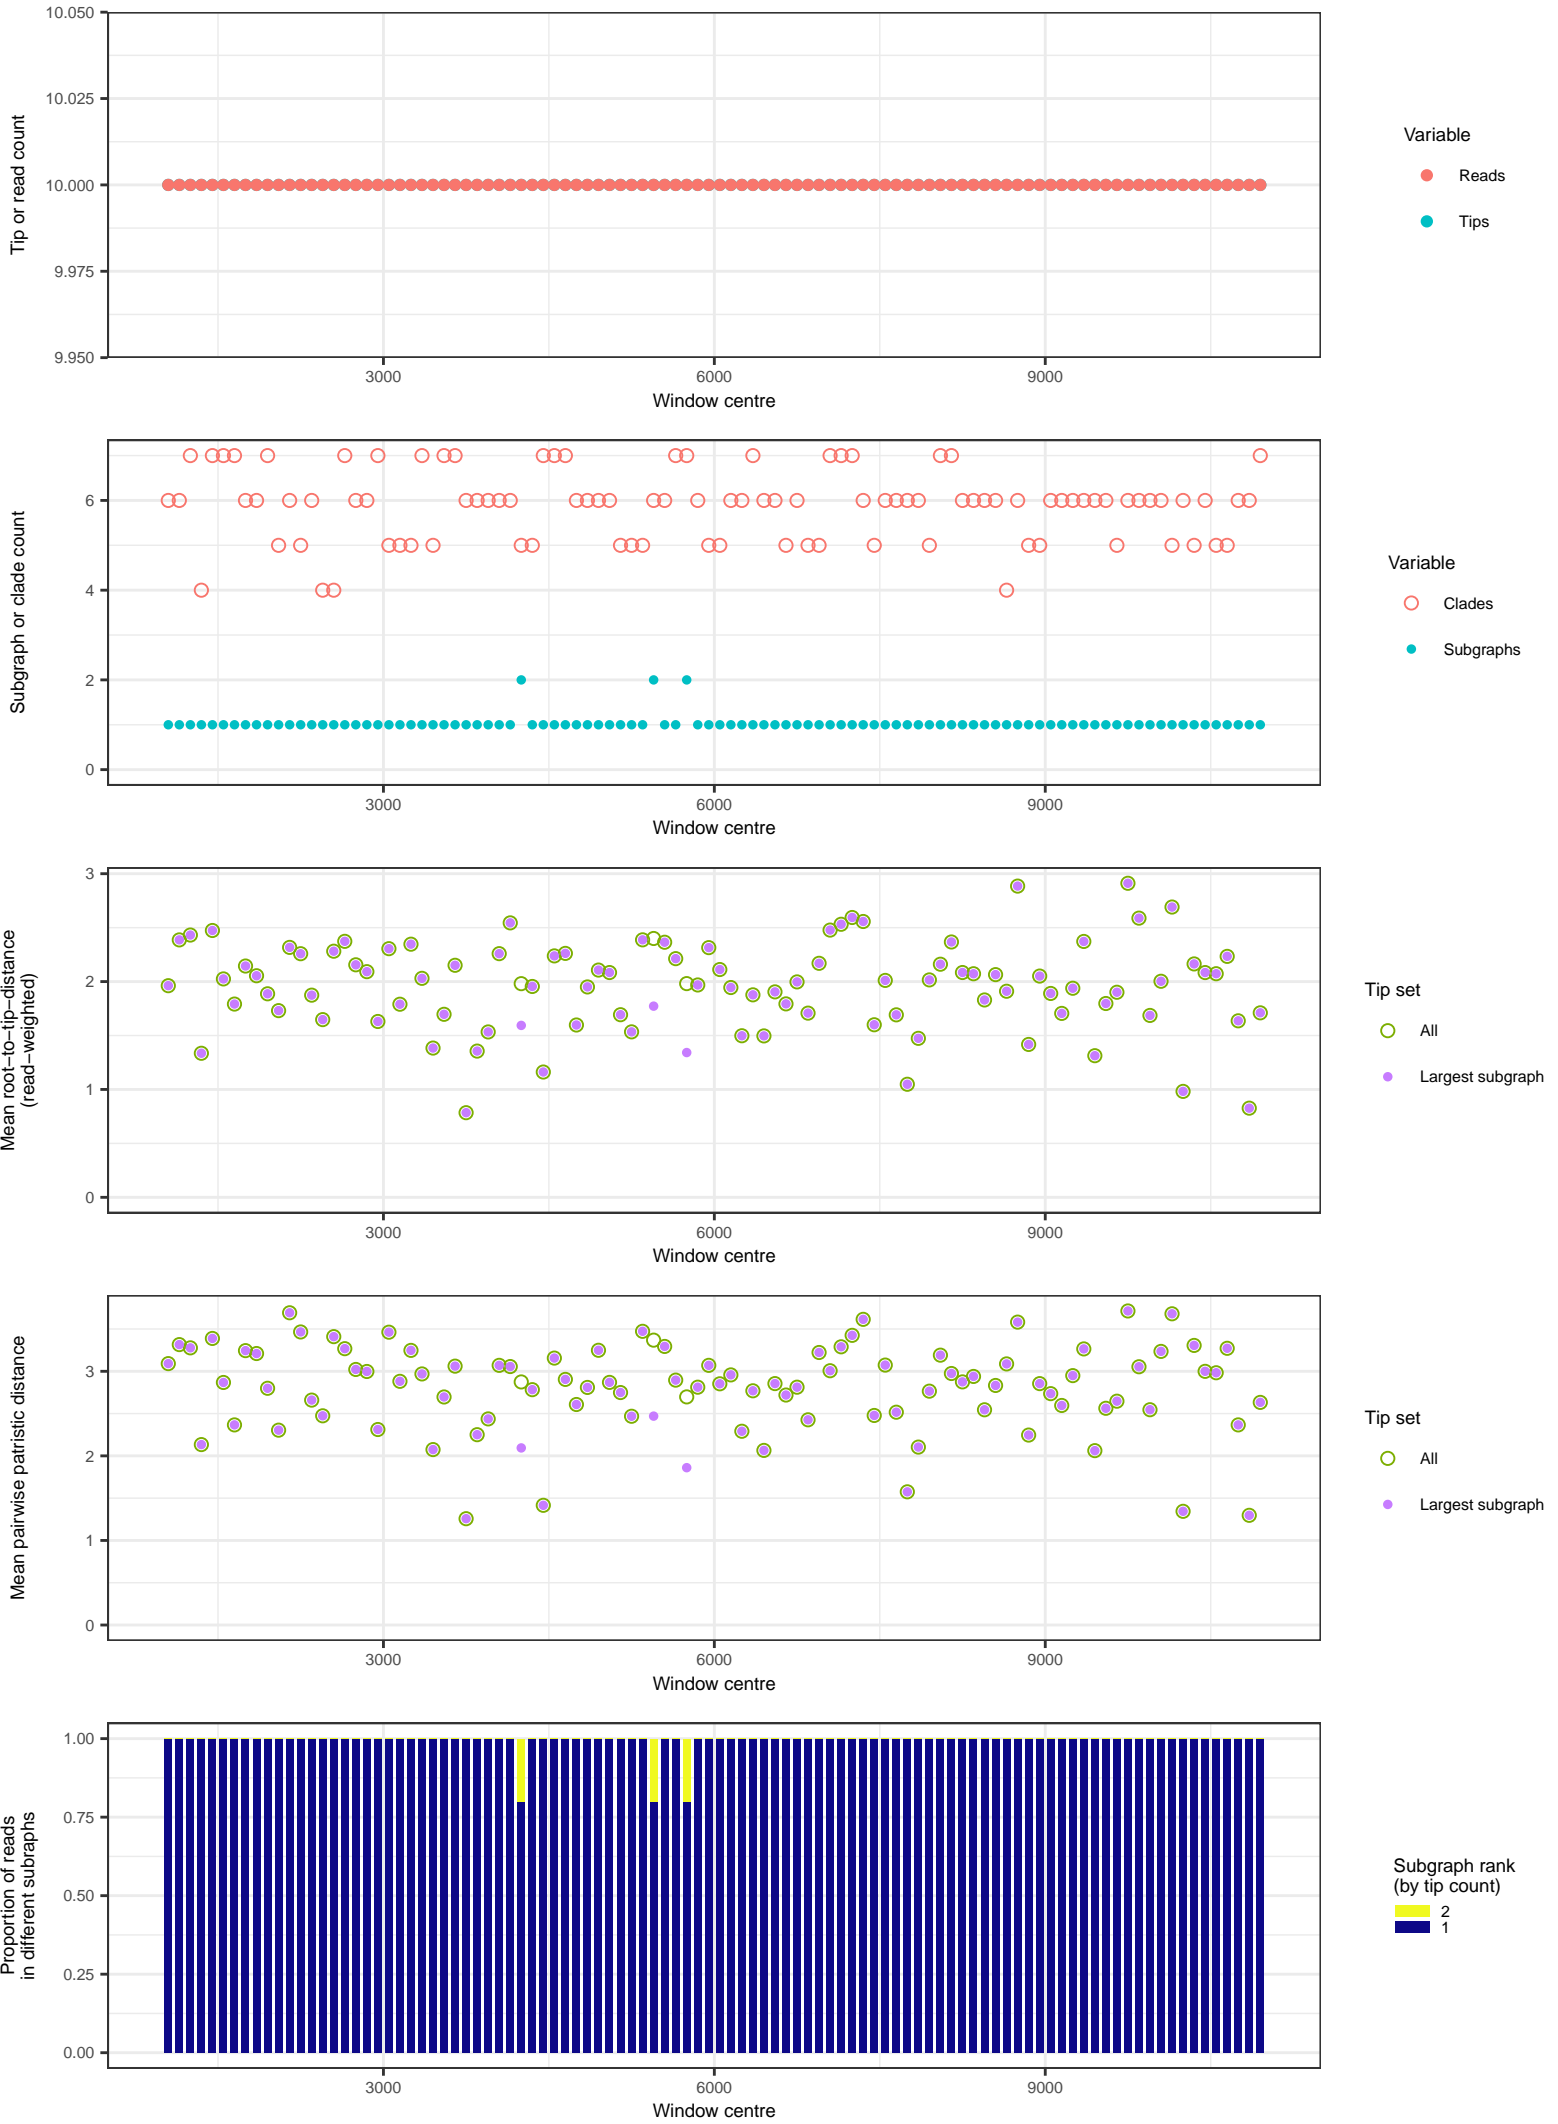 10.050
10.025
10.000
9.975
9.950
Tip or read count
3000 6000 9000
Window centre
Variable
Reads
Tips
6
4
2
0
Subgraph or clade count
3000 6000 9000
Window centre
Variable
Clades
Subgraphs
3
2
1
0
Mean root−to−tip−distance
(read−weighted)
3000 6000 9000
Window centre
Tip set
All
Largest subgraph
3
2
1
0
Mean pairwise patristic distance
3000 6000 9000
Window centre
Tip set
All
Largest subgraph
1.00
0.75
0.50
0.25
0.00
Proportion of reads
in different subraphs
3000 6000 9000
Window centre
Subgraph rank
(by tip count)
2
1